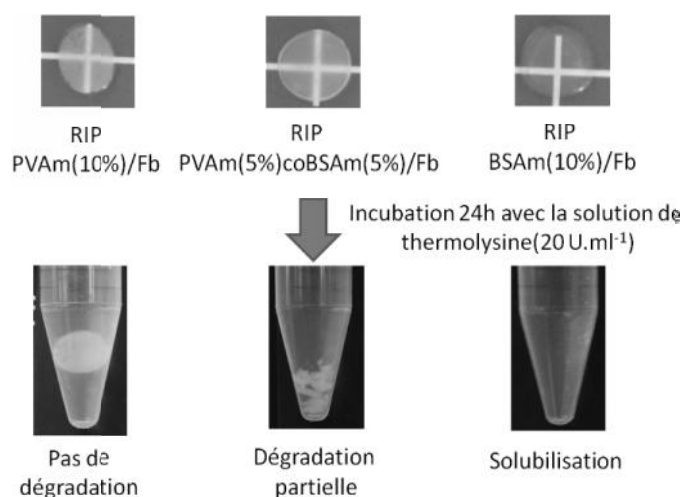 RIP
PVAm(10%)/Fb
RIP
PVAm(5%)coBSAm(5%)/Fb
RIP
BSAm(10%)/Fb
Incubation 24h avec la solution de
thermolysine(20 U.ml⁻¹)
Pas de
dégradation
Dégradation
partielle
Solubilisation